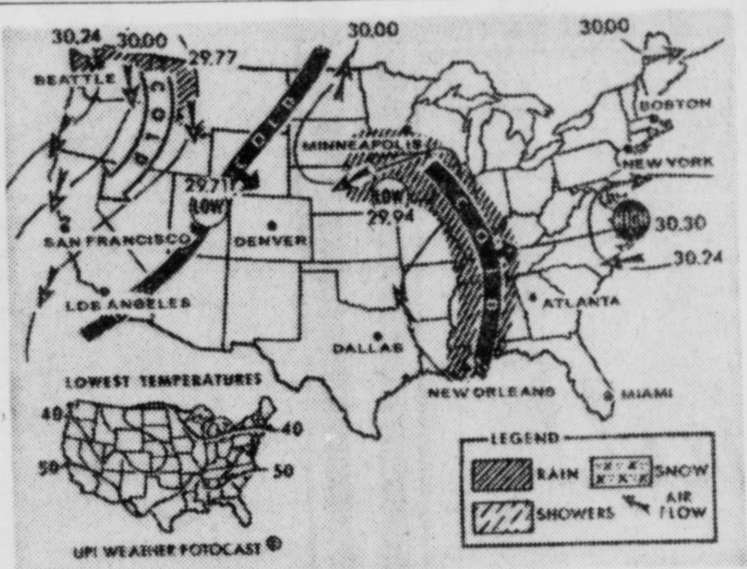 30.24 30.00 29.77 30.00 30.00
SEATTLE
COLD
COLD
MINNEAPOLIS
BOSTON
NEW YORK
29.71
LOW
LOW
29.94
HIGH
30.30
30.24
SAN FRANCISCO
DENVER
COLD
LOS ANGELES
ATLANTA
DALLAS
NEW ORLEANS
MIAMI
LOWEST TEMPERATURES
40
40
50
50
LEGEND
RAIN
SNOW
SHOWERS
AIR
FLOW
UPI WEATHER FOTOCAST